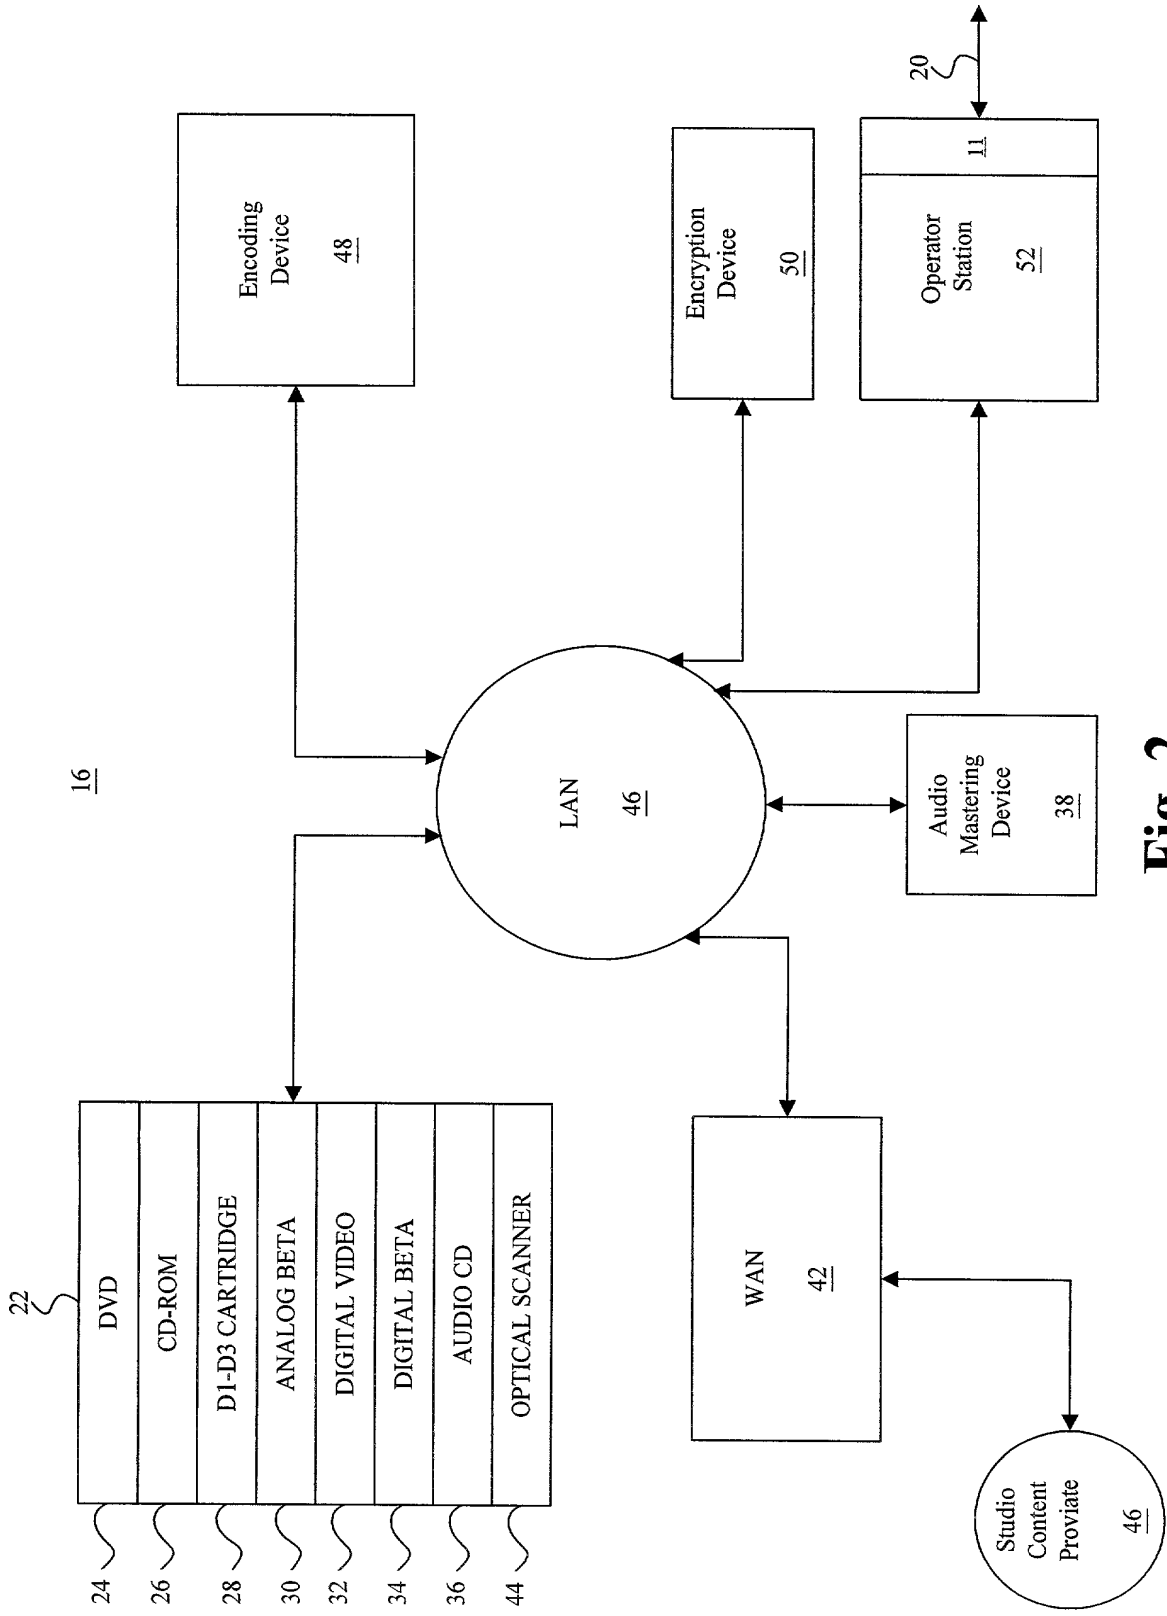 16
22
24
DVD
26
CD-ROM
28
D1-D3 CARTRIDGE
30
ANALOG BETA
32
DIGITAL VIDEO
34
DIGITAL BETA
36
AUDIO CD
44
OPTICAL SCANNER
Encoding
Device
48
LAN
46
Encryption
Device
50
Operator
Station
52
11
20
WAN
42
Audio
Mastering
Device
38
Studio
Content
Proviate
46
Fig. 2